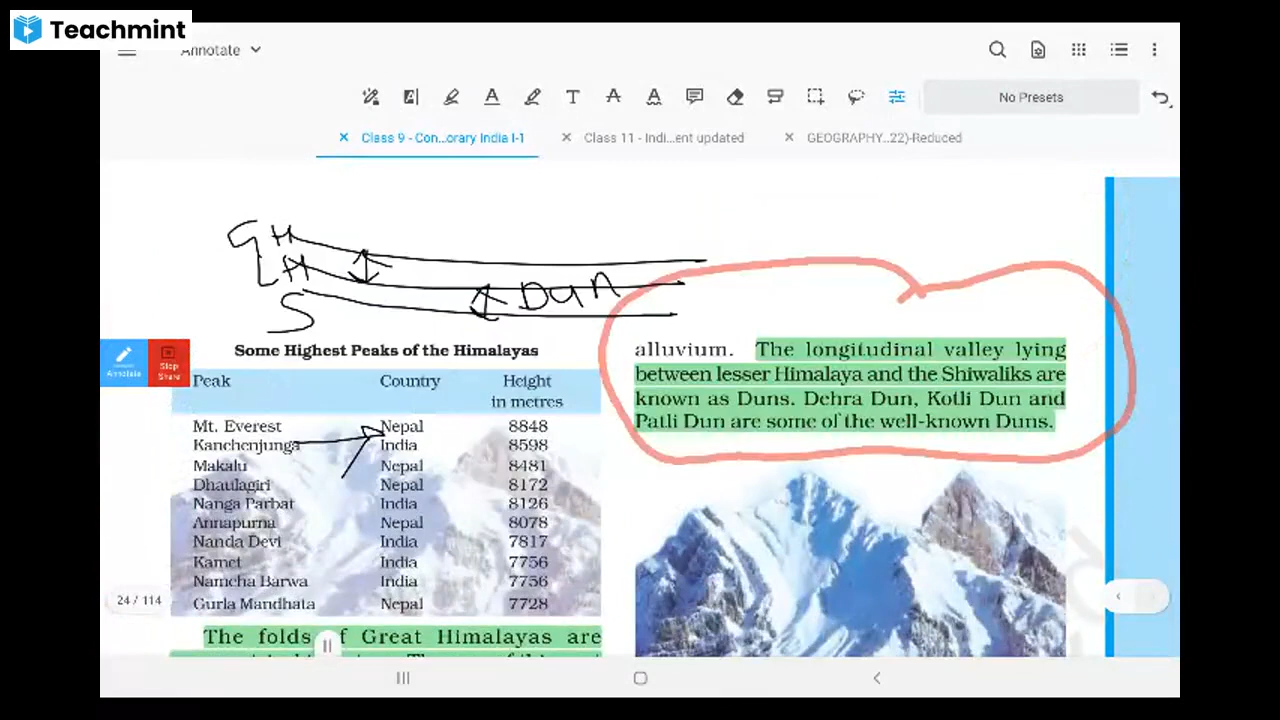 Teachmint
Annotate
No Presets
Class 9 - Con...orary India I-1
Class 11 - Indi...ent updated
GEOGRAPHY...22)-Reduced
G H
L H
S
Dun
Annotate
Stop
Share
Some Highest Peaks of the Himalayas
Peak Country Height
in metres
Mt. Everest Nepal 8848
Kanchenjunga India 8598
Makalu Nepal 8481
Dhaulagiri Nepal 8172
Nanga Parbat India 8126
Annapurna Nepal 8078
Nanda Devi India 7817
Kamet India 7756
Namcha Barwa India 7756
Gurla Mandhata Nepal 7728
24 / 114
The folds of Great Himalayas are
alluvium. The longitudinal valley lying
between lesser Himalaya and the Shiwaliks are
known as Duns. Dehra Dun, Kotli Dun and
Patli Dun are some of the well-known Duns.